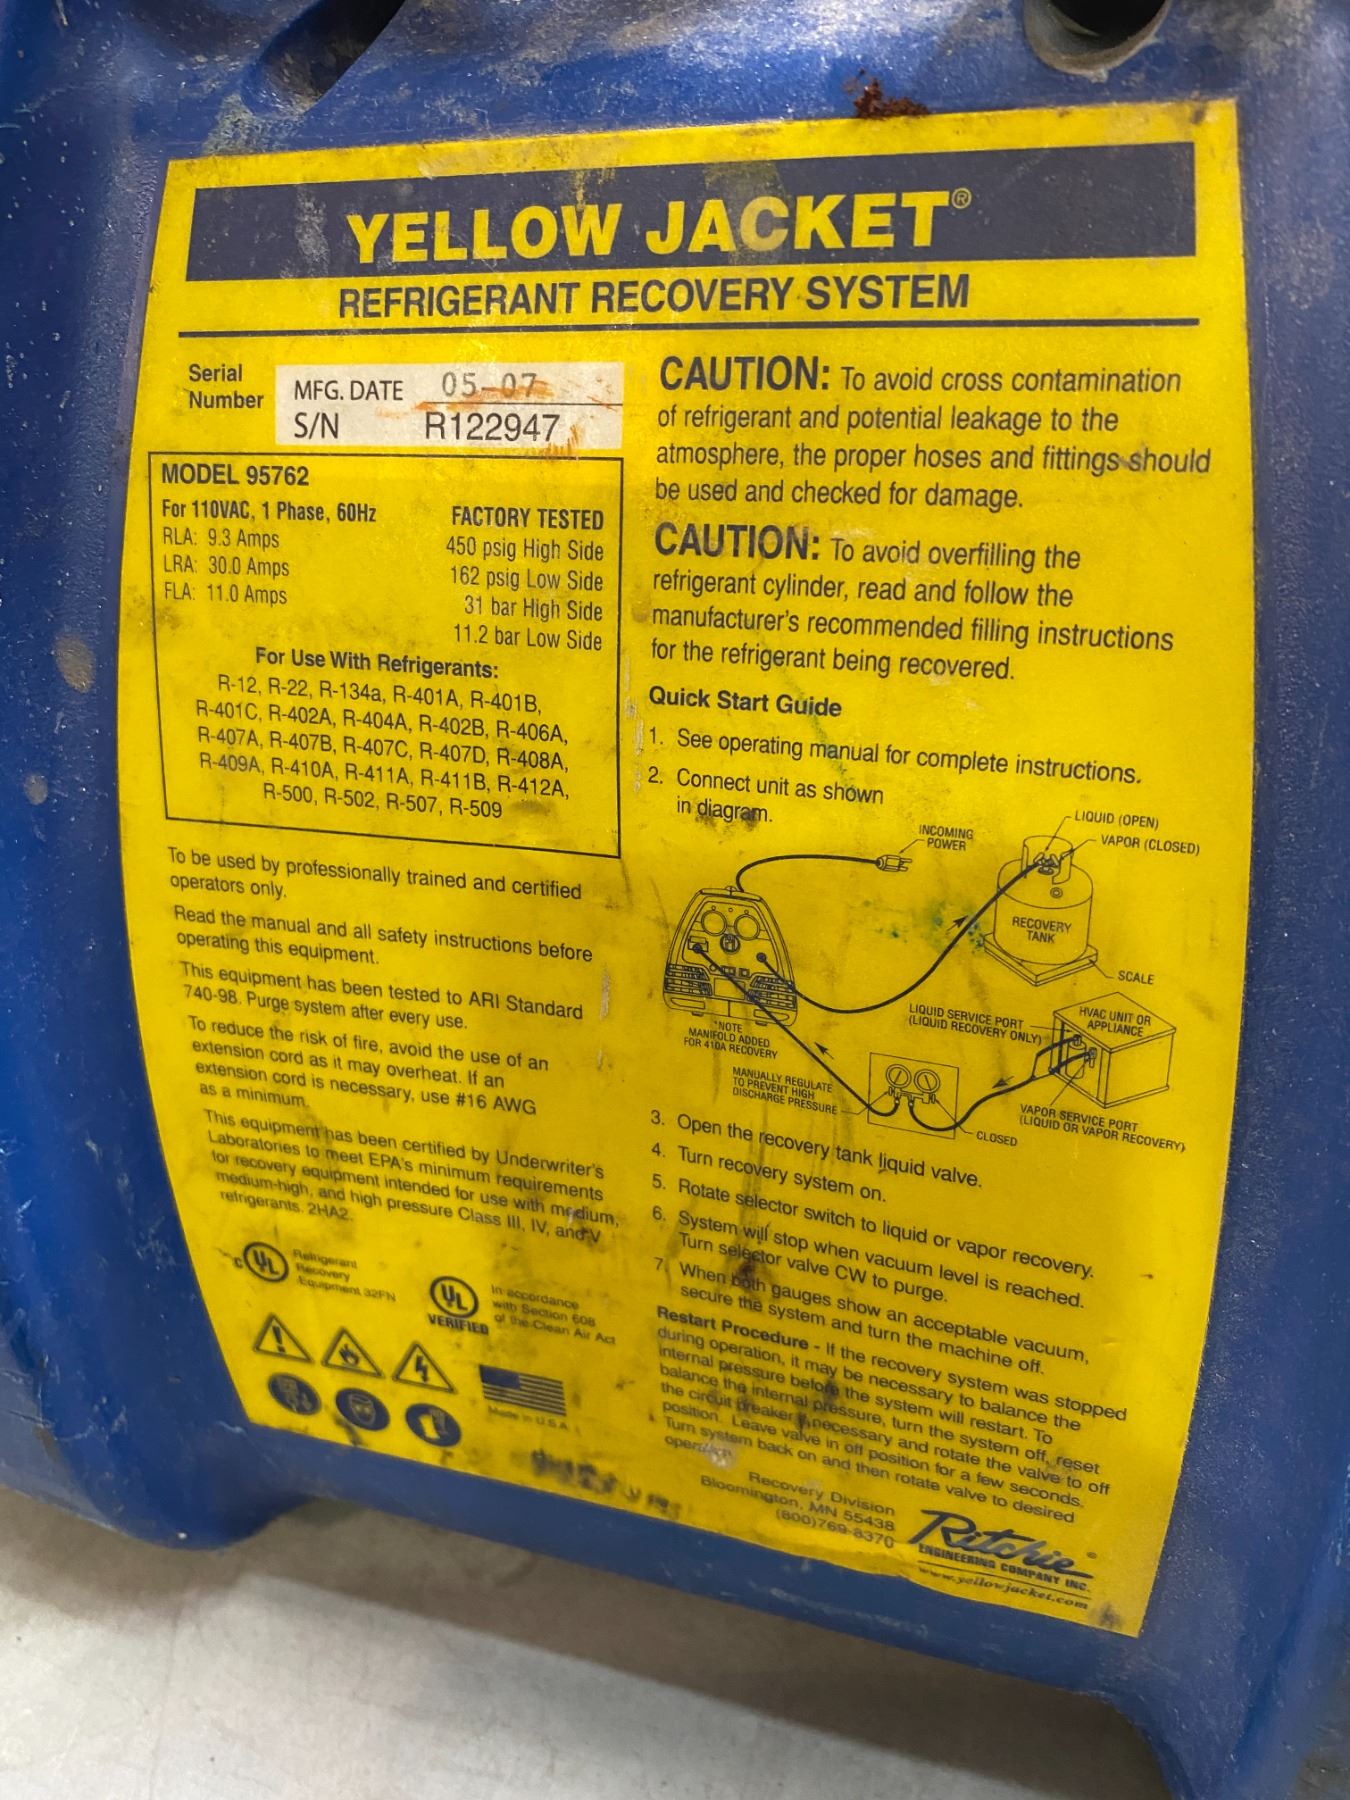 YELLOW JACKET®
REFRIGERANT RECOVERY SYSTEM
Serial
Number
MFG. DATE 05-07
S/N R122947
MODEL 95762
For 110VAC, 1 Phase, 60Hz
RLA: 9.3 Amps
LRA: 30.0 Amps
FLA: 11.0 Amps
FACTORY TESTED
450 psig High Side
162 psig Low Side
31 bar High Side
11.2 bar Low Side
For Use With Refrigerants:
R-12, R-22, R-134a, R-401A, R-401B,
R-401C, R-402A, R-404A, R-402B, R-406A,
R-407A, R-407B, R-407C, R-407D, R-408A,
R-409A, R-410A, R-411A, R-411B, R-412A,
R-500, R-502, R-507, R-509
To be used by professionally trained and certified
operators only.
Read the manual and all safety instructions before
operating this equipment.
This equipment has been tested to ARI Standard
740-98. Purge system after every use.
To reduce the risk of fire, avoid the use of an
extension cord as it may overheat. If an
extension cord is necessary, use #16 AWG
as a minimum.
This equipment has been certified by Underwriter's
Laboratories to meet EPA's minimum requirements
for recovery equipment intended for use with medium,
medium-high, and high pressure Class III, IV, and V
refrigerants. 2HA2.
C UL
Refrigerant
Recovery
Equipment 32FN
UL
VERIFIED
In accordance
with Section 608
of the Clean Air Act
Made in U.S.A.
CAUTION: To avoid cross contamination
of refrigerant and potential leakage to the
atmosphere, the proper hoses and fittings should
be used and checked for damage.
CAUTION: To avoid overfilling the
refrigerant cylinder, read and follow the
manufacturer's recommended filling instructions
for the refrigerant being recovered.
Quick Start Guide
1. See operating manual for complete instructions.
2. Connect unit as shown
in diagram.
INCOMING
POWER
LIQUID (OPEN)
VAPOR (CLOSED)
RECOVERY
TANK
SCALE
*NOTE
MANIFOLD ADDED
FOR 410A RECOVERY
LIQUID SERVICE PORT
(LIQUID RECOVERY ONLY)
HVAC UNIT OR
APPLIANCE
MANUALLY REGULATE
TO PREVENT HIGH
DISCHARGE PRESSURE
CLOSED
VAPOR SERVICE PORT
(LIQUID OR VAPOR RECOVERY)
3. Open the recovery tank liquid valve.
4. Turn recovery system on.
5. Rotate selector switch to liquid or vapor recovery.
6. System will stop when vacuum level is reached.
Turn selector valve CW to purge.
7. When both gauges show an acceptable vacuum,
secure the system and turn the machine off.
Restart Procedure - If the recovery system was stopped
during operation, it may be necessary to balance the
internal pressure before the system will restart. To
balance the internal pressure, turn the system off, reset
the circuit breaker if necessary and rotate the valve to off
position. Leave valve in off position for a few seconds.
Turn system back on and then rotate valve to desired
operation.
Recovery Division
Bloomington, MN 55438
(800)769-8370
Ritchie®
ENGINEERING COMPANY INC.
www.yellowjacket.com